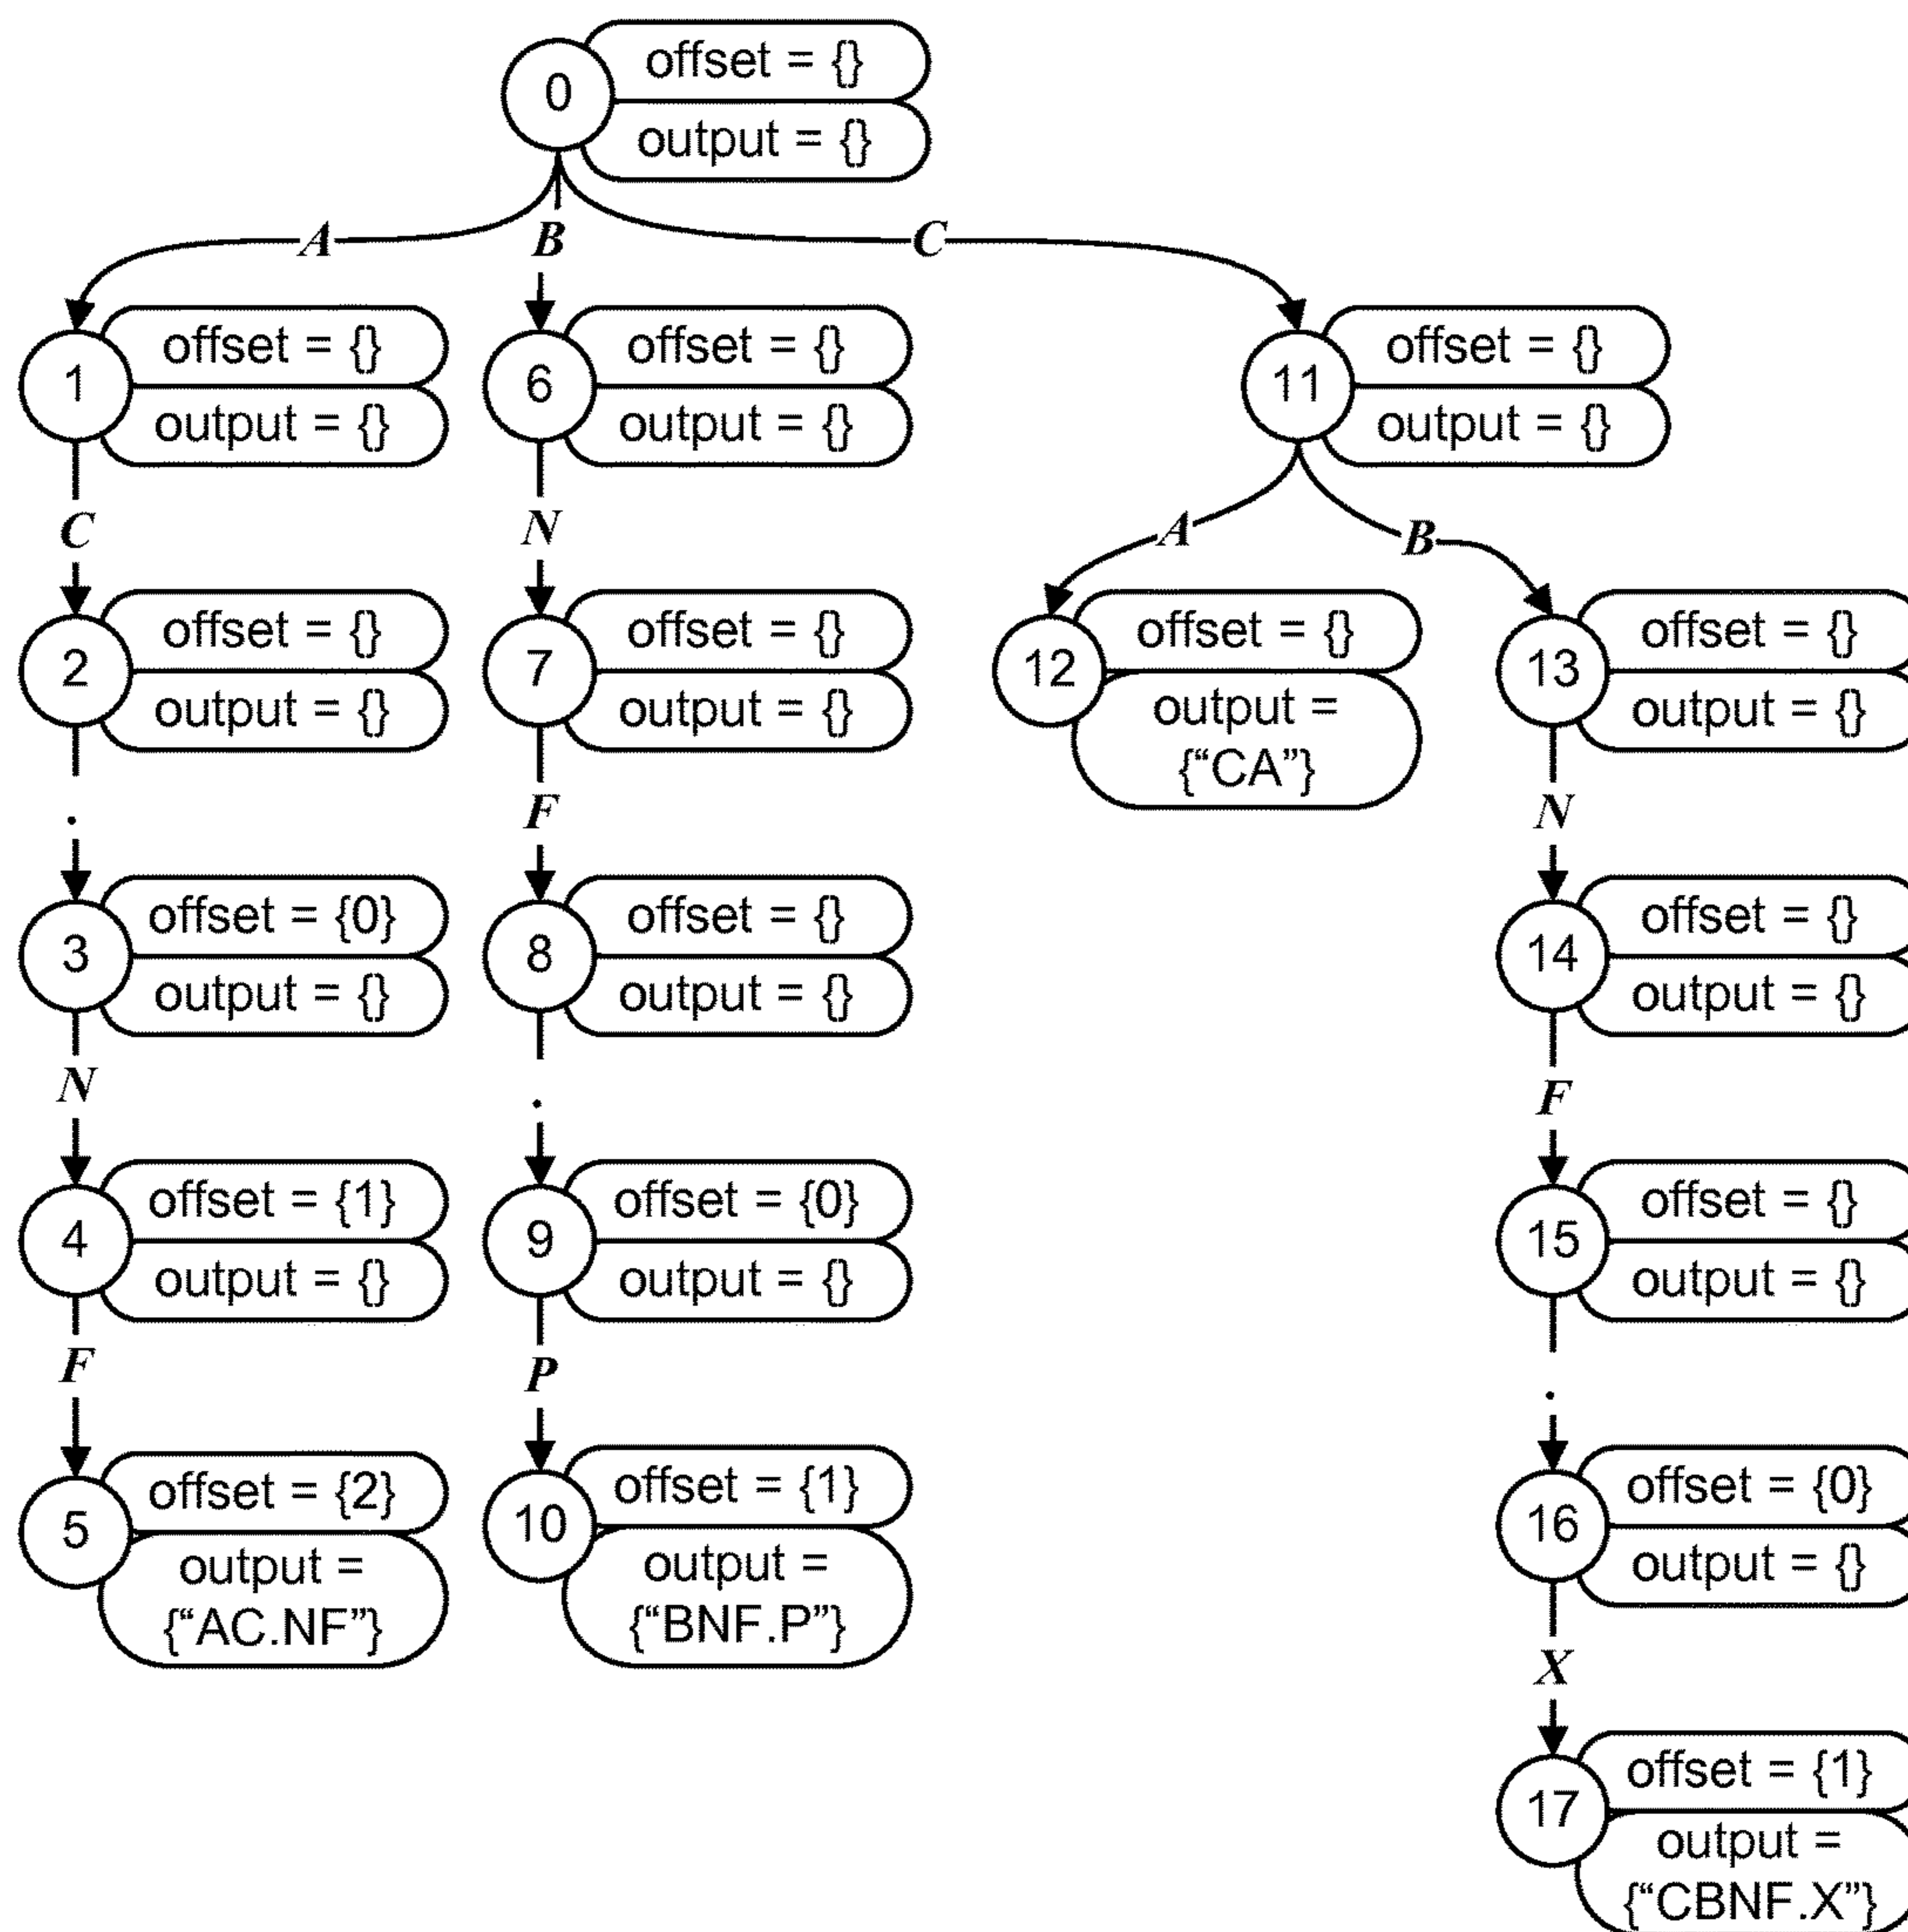 0
offset = {}
output = {}
A
B
C
1
offset = {}
output = {}
6
offset = {}
output = {}
11
offset = {}
output = {}
C
N
A
B
2
offset = {}
output = {}
7
offset = {}
output = {}
12
offset = {}
output =
{“CA”}
13
offset = {}
output = {}
.
F
N
3
offset = {0}
output = {}
8
offset = {}
output = {}
14
offset = {}
output = {}
N
.
F
4
offset = {1}
output = {}
9
offset = {0}
output = {}
15
offset = {}
output = {}
F
P
.
5
offset = {2}
output =
{“AC.NF”}
10
offset = {1}
output =
{“BNF.P”}
16
offset = {0}
output = {}
X
17
offset = {1}
output =
{“CBNF.X”}